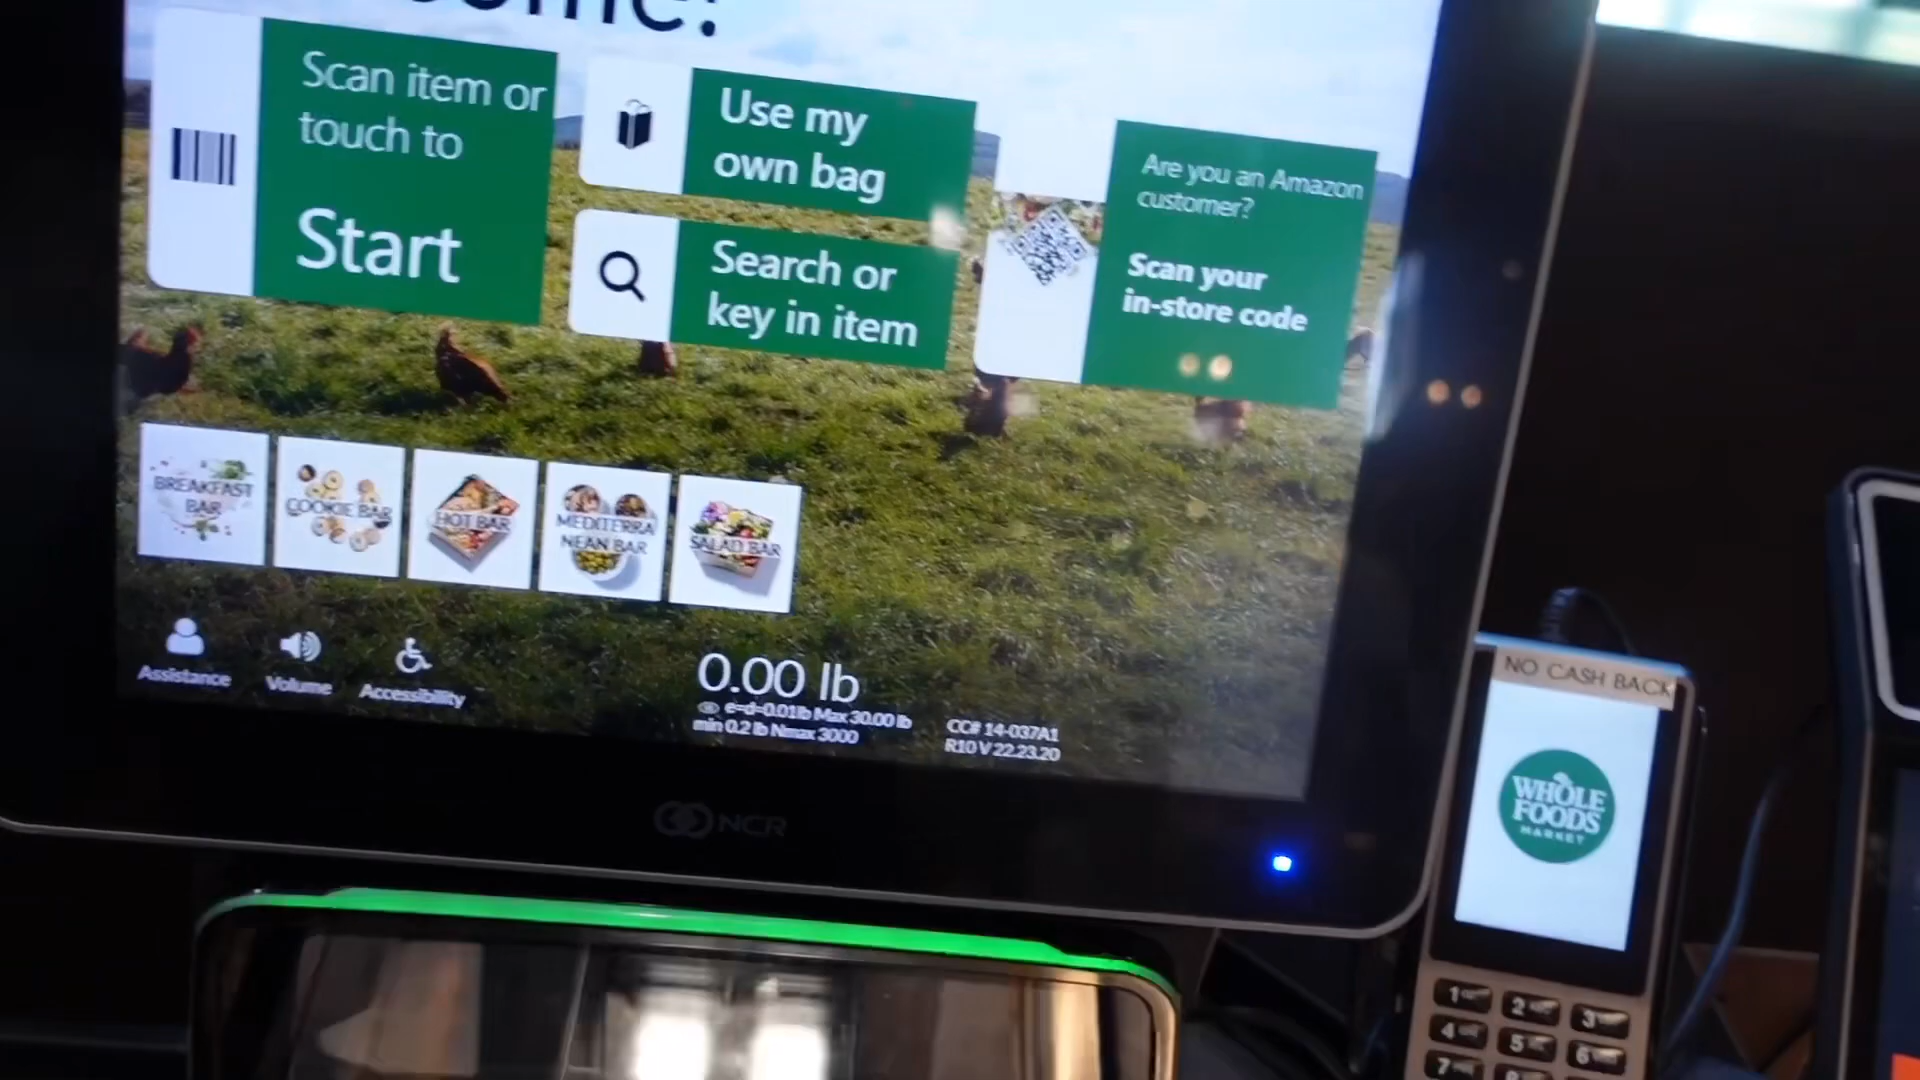 Scan item or
touch to
Start
Use my
own bag
Search or
key in item
Are you an Amazon
customer?
Scan your
in-store code
BREAKFAST
BAR
COOKIE BAR
HOT BAR
MEDITERRA
NEAN BAR
SALAD BAR
Assistance
Volume
Accessibility
0.00 lb
e=d=0.01lb Max 30.00 lb
min 0.2 lb Nmax 3000
CC# 14-037A1
R10 V 22.23.20
NCR
NO CASH BACK
WHOLE
FOODS
MARKET
1
2
3
4
5
6
7